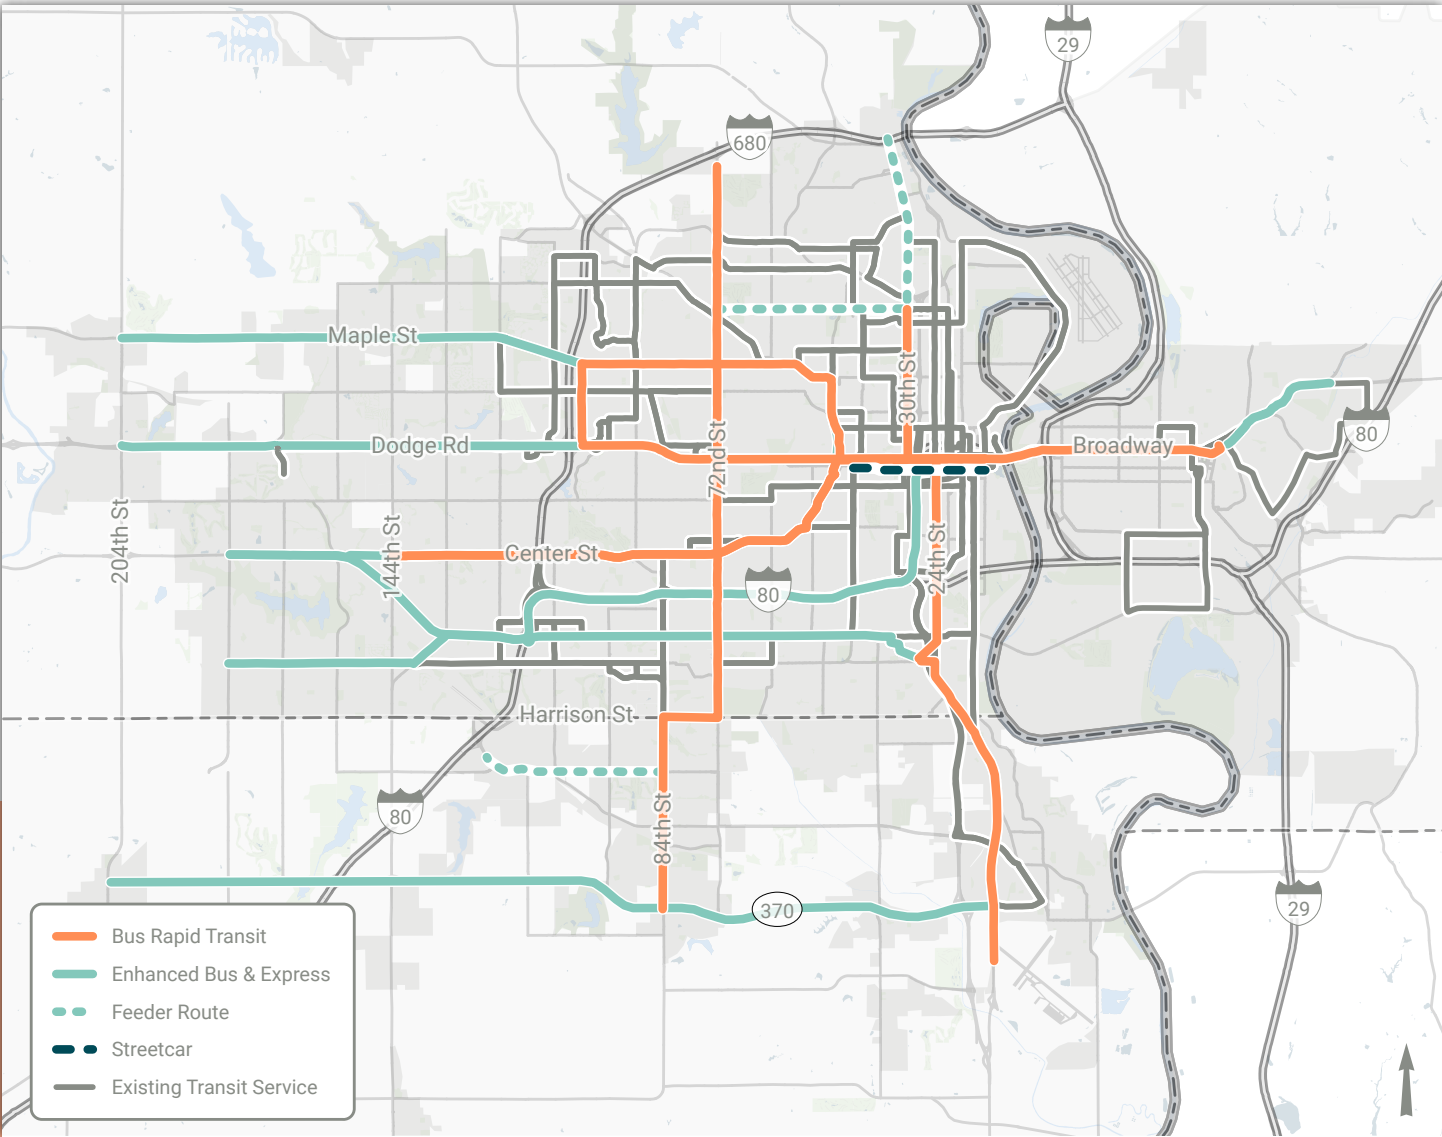 29
680
Maple St
30th St
Dodge Rd
72nd St
Broadway
80
204th St
144th St
Center St
24th St
80
Harrison St
80
84th St
370
29
Bus Rapid Transit
Enhanced Bus & Express
Feeder Route
Streetcar
Existing Transit Service